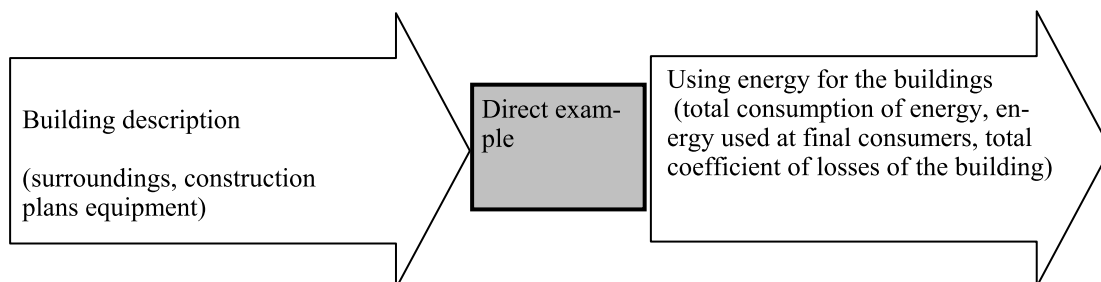 Building description
(surroundings, construction
plans equipment)
Direct exam-
ple
Using energy for the buildings
(total consumption of energy, en-
ergy used at final consumers, total
coefficient of losses of the building)